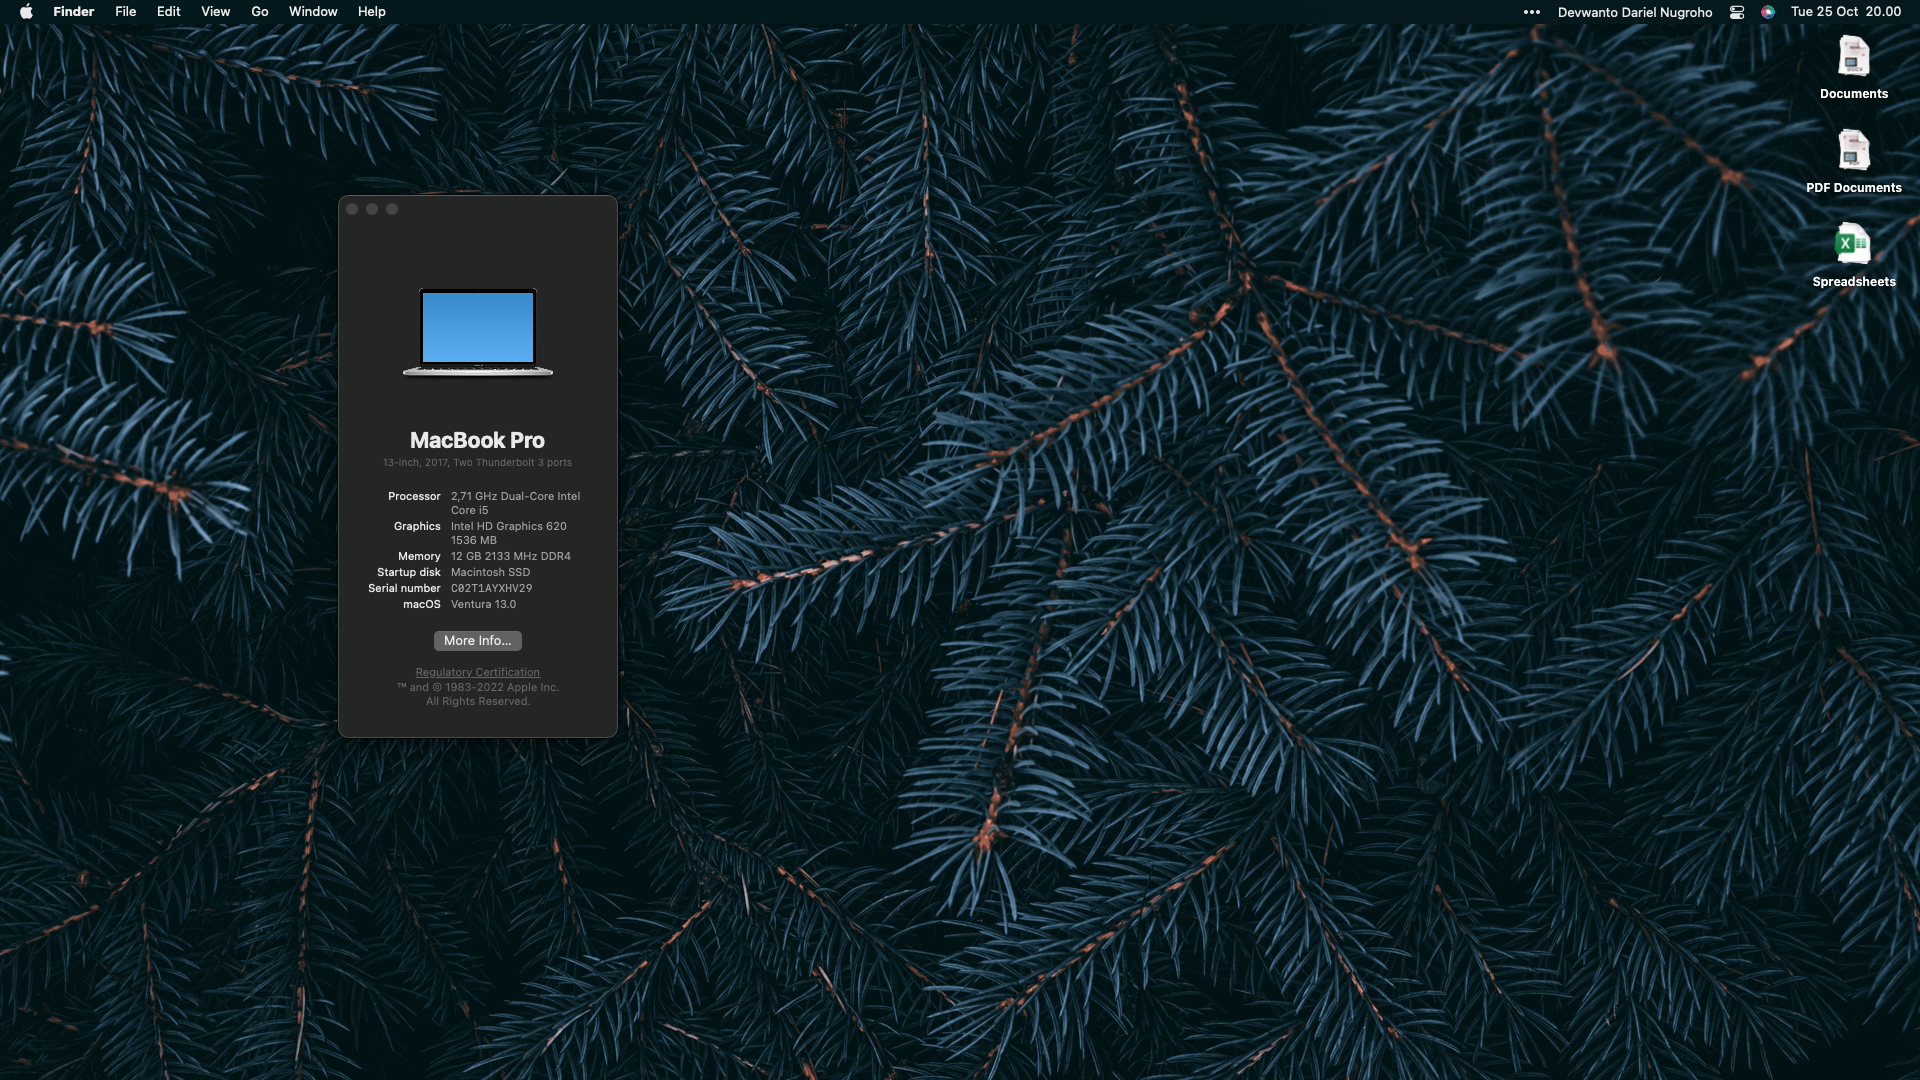 Finder File Edit View Go Window Help
Devwanto Dariel Nugroho Tue 25 Oct 20.00
Documents
PDF Documents
Spreadsheets
MacBook Pro
13-inch, 2017, Two Thunderbolt 3 ports
Processor 2,71 GHz Dual-Core Intel
Core i5
Graphics Intel HD Graphics 620
1536 MB
Memory 12 GB 2133 MHz DDR4
Startup disk Macintosh SSD
Serial number C02T1AYXHV29
macOS Ventura 13.0
More Info...
Regulatory Certification
™ and © 1983-2022 Apple Inc.
All Rights Reserved.